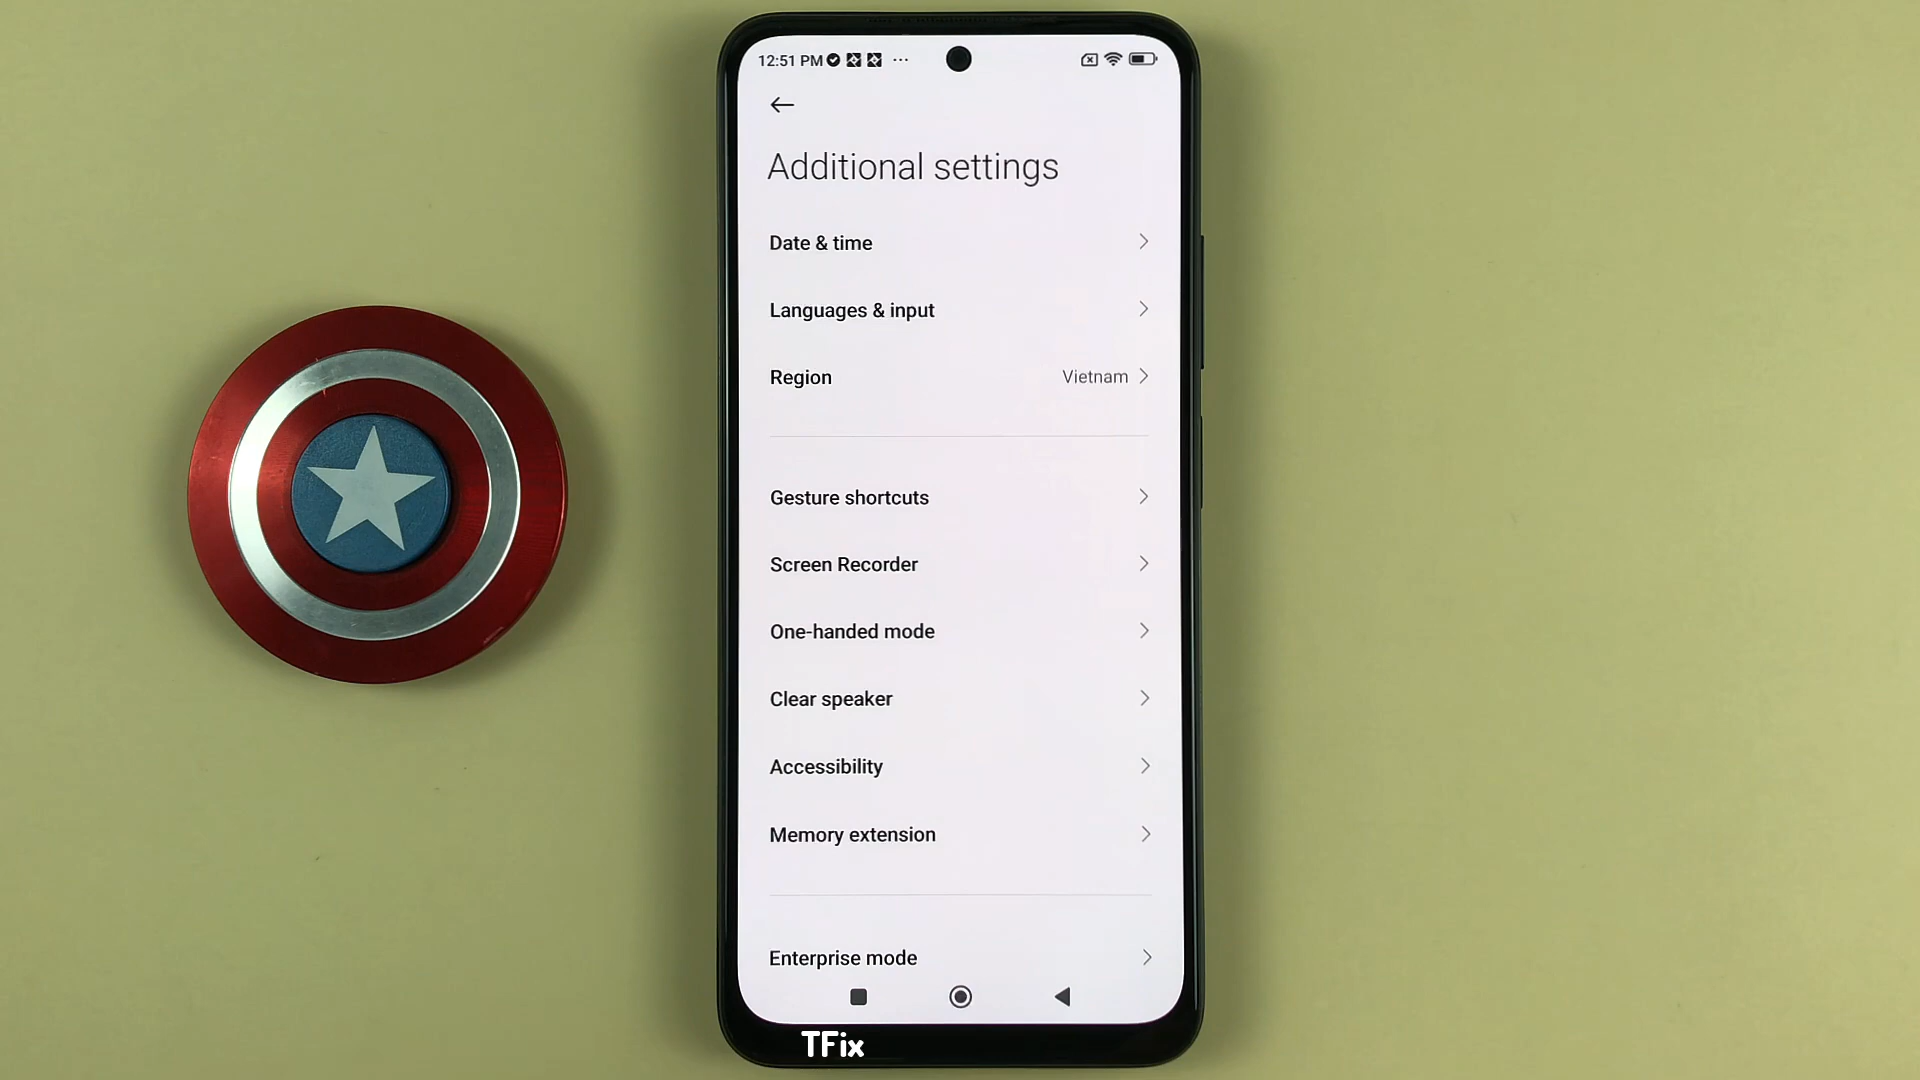 12:51 PM
Additional settings
Date & time
Languages & input
Region Vietnam
Gesture shortcuts
Screen Recorder
One-handed mode
Clear speaker
Accessibility
Memory extension
Enterprise mode
TFix